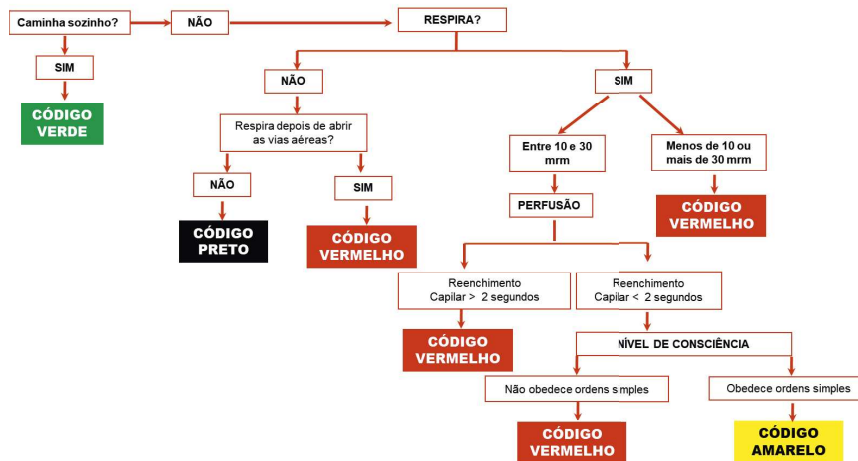 Caminha sozinho?
NÃO
RESPIRA?
SIM
NÃO
SIM
CÓDIGO
VERDE
Respira depois de abrir
as vias aéreas?
Entre 10 e 30
mrm
Menos de 10 ou
mais de 30 mrm
NÃO
SIM
PERFUSÃO
CÓDIGO
VERMELHO
CÓDIGO
PRETO
CÓDIGO
VERMELHO
Reenchimento
Capilar > 2 segundos
Reenchimento
Capilar < 2 segundos
CÓDIGO
VERMELHO
NÍVEL DE CONSCIÊNCIA
Não obedece ordens simples
Obedece ordens simples
CÓDIGO
VERMELHO
CÓDIGO
AMARELO